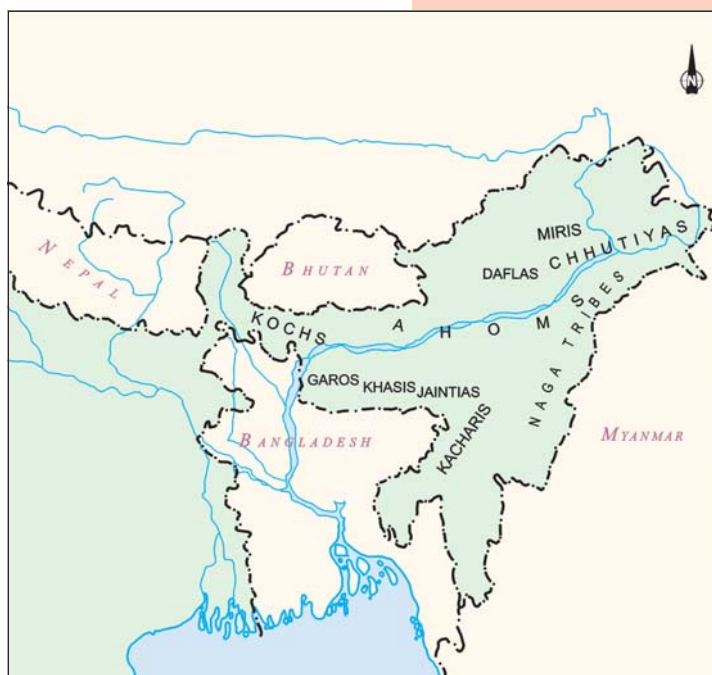 MIRIS
CHHUTIYAS
DAFLAS
NEPAL
BHUTAN
KOCHS
AHOMS
NAGA TRIBES
GAROS
KHASIS
JAINTIAS
KACHARIS
BANGLADESH
MYANMAR